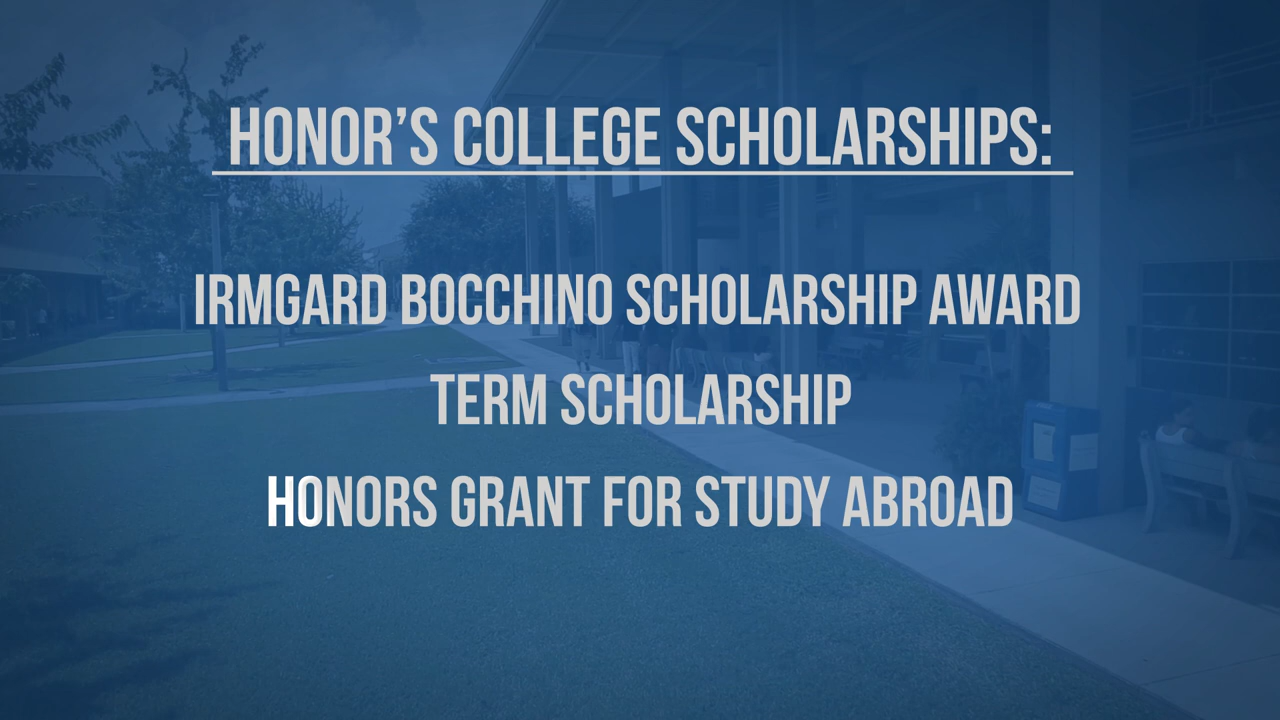 HONOR’S COLLEGE SCHOLARSHIPS:
IRMGARD BOCCHINO SCHOLARSHIP AWARD
TERM SCHOLARSHIP
HONORS GRANT FOR STUDY ABROAD